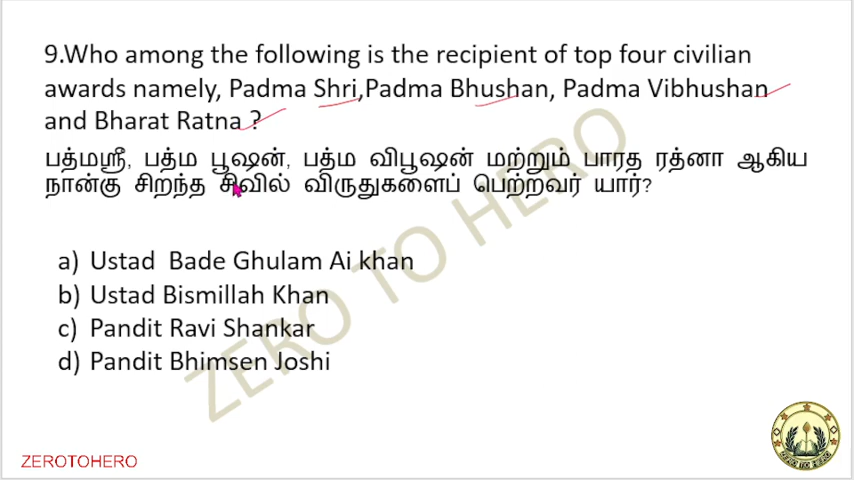 9.Who among the following is the recipient of top four civilian
awards namely, Padma Shri,Padma Bhushan, Padma Vibhushan
and Bharat Ratna ?
பத்மஸ்ரீ, பத்ம பூஷன், பத்ம விபூஷன் மற்றும் பாரத ரத்னா ஆகிய
நான்கு சிறந்த சிவில் விருதுகளைப் பெற்றவர் யார்?
a) Ustad Bade Ghulam Ai khan
b) Ustad Bismillah Khan
c) Pandit Ravi Shankar
d) Pandit Bhimsen Joshi
ZERO TO HERO
ZEROTOHERO